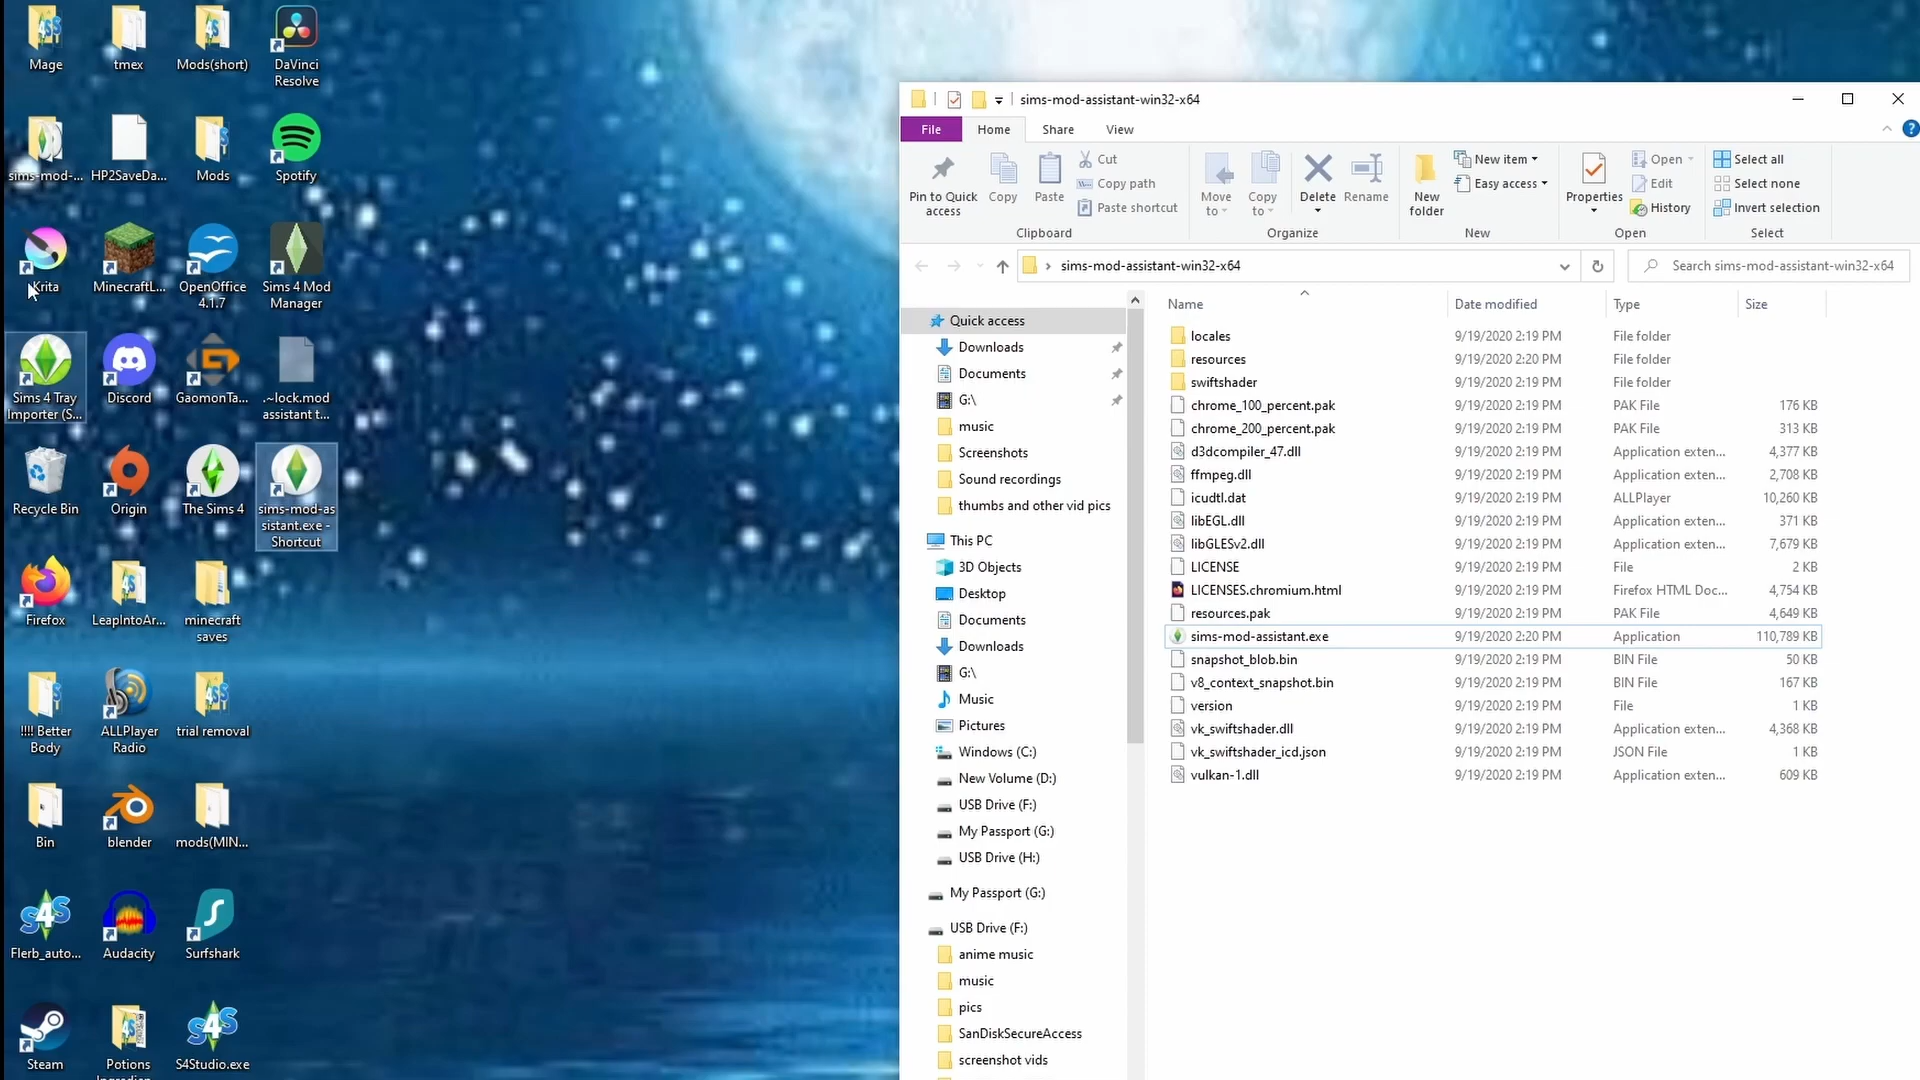 Mage
tmex
Mods(short)
DaVinci
Resolve
sims-mod-...
HP2SaveDa...
Mods
Spotify
Krita
MinecraftL...
OpenOffice
4.1.7
Sims 4 Mod
Manager
Sims 4 Tray
Importer (S...
Discord
GaomonTa...
.~lock.mod
assistant t...
Recycle Bin
Origin
The Sims 4
sims-mod-as
sistant.exe -
Shortcut
Firefox
LeapIntoAr...
minecraft
saves
!!!! Better
Body
ALLPlayer
Radio
trial removal
Bin
blender
mods(MIN...
Flerb_auto...
Audacity
Surfshark
Steam
Potions
S4Studio.exe
sims-mod-assistant-win32-x64
File
Home
Share
View
Pin to Quick
access
Copy
Paste
Cut
Copy path
Paste shortcut
Clipboard
Move
to
Copy
to
Delete
Rename
Organize
New
folder
New item
Easy access
New
Properties
Open
Edit
History
Open
Select all
Select none
Invert selection
Select
sims-mod-assistant-win32-x64
Search sims-mod-assistant-win32-x64
Quick access
Downloads
Documents
G:\
music
Screenshots
Sound recordings
thumbs and other vid pics
This PC
3D Objects
Desktop
Documents
Downloads
G:\
Music
Pictures
Windows (C:)
New Volume (D:)
USB Drive (F:)
My Passport (G:)
USB Drive (H:)
My Passport (G:)
USB Drive (F:)
anime music
music
pics
SanDiskSecureAccess
screenshot vids
Name Date modified Type Size
locales 9/19/2020 2:19 PM File folder
resources 9/19/2020 2:20 PM File folder
swiftshader 9/19/2020 2:19 PM File folder
chrome_100_percent.pak 9/19/2020 2:19 PM PAK File 176 KB
chrome_200_percent.pak 9/19/2020 2:19 PM PAK File 313 KB
d3dcompiler_47.dll 9/19/2020 2:19 PM Application exten... 4,377 KB
ffmpeg.dll 9/19/2020 2:19 PM Application exten... 2,708 KB
icudtl.dat 9/19/2020 2:19 PM ALLPlayer 10,260 KB
libEGL.dll 9/19/2020 2:19 PM Application exten... 371 KB
libGLESv2.dll 9/19/2020 2:19 PM Application exten... 7,679 KB
LICENSE 9/19/2020 2:19 PM File 2 KB
LICENSES.chromium.html 9/19/2020 2:19 PM Firefox HTML Doc... 4,754 KB
resources.pak 9/19/2020 2:19 PM PAK File 4,649 KB
sims-mod-assistant.exe 9/19/2020 2:20 PM Application 110,789 KB
snapshot_blob.bin 9/19/2020 2:19 PM BIN File 50 KB
v8_context_snapshot.bin 9/19/2020 2:19 PM BIN File 167 KB
version 9/19/2020 2:19 PM File 1 KB
vk_swiftshader.dll 9/19/2020 2:19 PM Application exten... 4,368 KB
vk_swiftshader_icd.json 9/19/2020 2:19 PM JSON File 1 KB
vulkan-1.dll 9/19/2020 2:19 PM Application exten... 609 KB